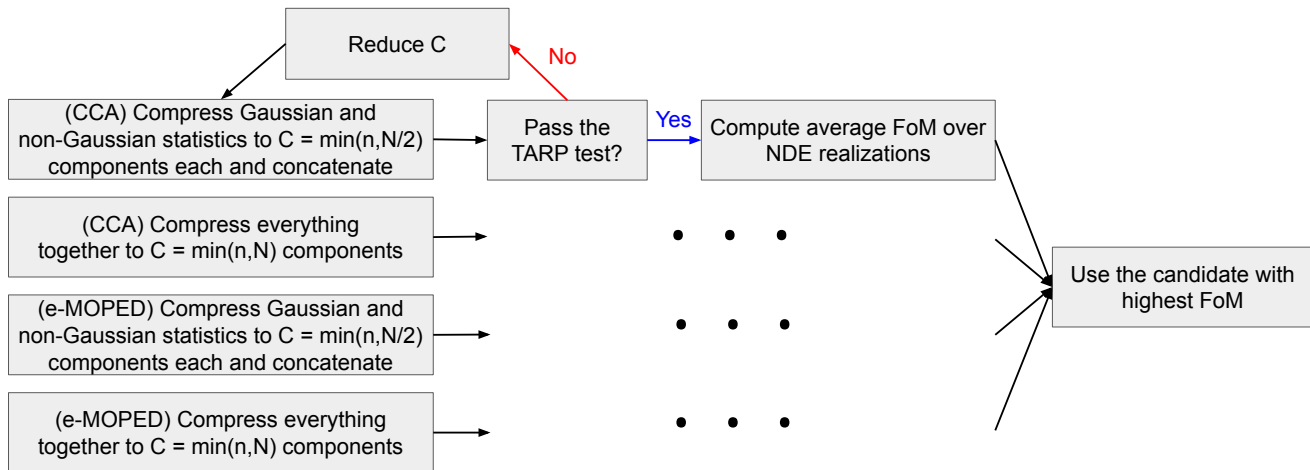 Reduce C
No
(CCA) Compress Gaussian and
non-Gaussian statistics to C = min(n,N/2)
components each and concatenate
Pass the
TARP test?
Yes
Compute average FoM over
NDE realizations
(CCA) Compress everything
together to C = min(n,N) components
Use the candidate with
highest FoM
(e-MOPED) Compress Gaussian and
non-Gaussian statistics to C = min(n,N/2)
components each and concatenate
(e-MOPED) Compress everything
together to C = min(n,N) components